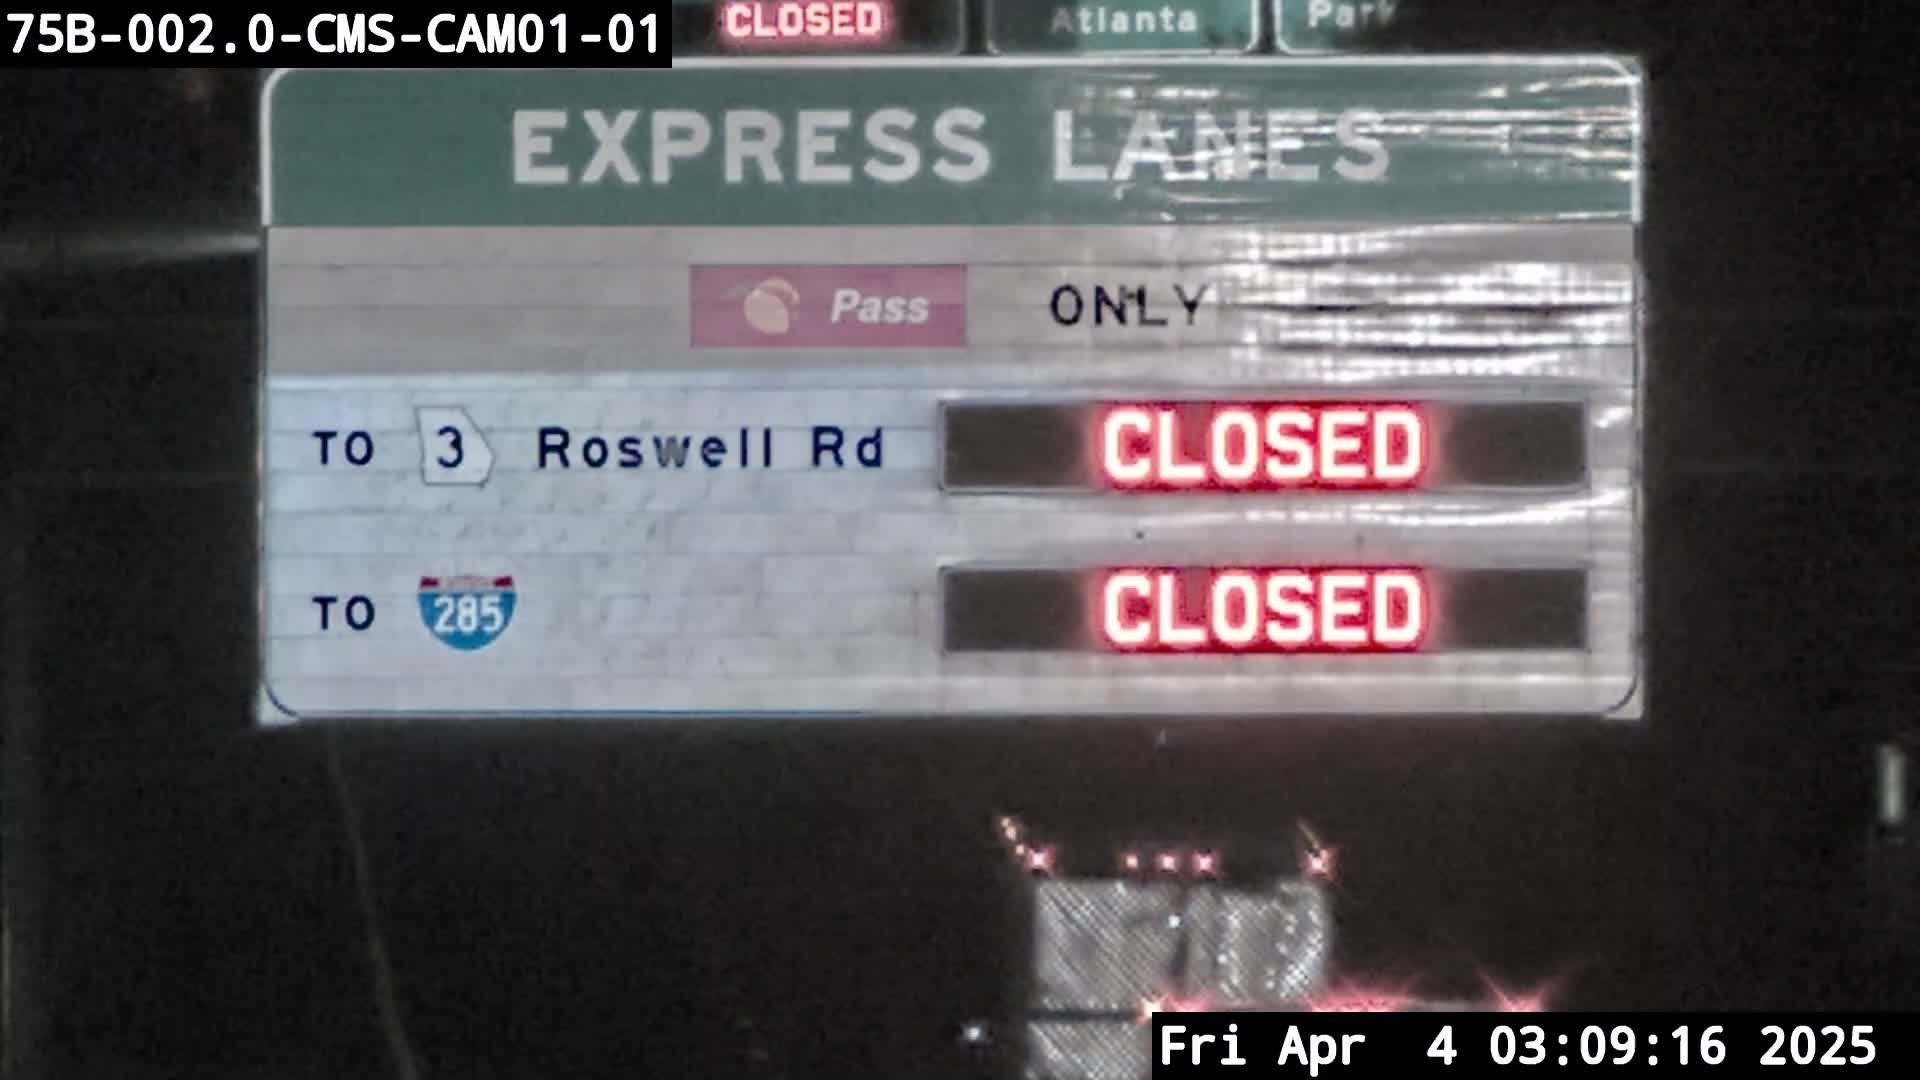 75B-002.0-CMS-CAM01-01
CLOSED
Atlanta
Park
EXPRESS LANES
Pass ONLY
TO 3 Roswell Rd CLOSED
TO 285 CLOSED
Fri Apr 4 03:09:16 2025